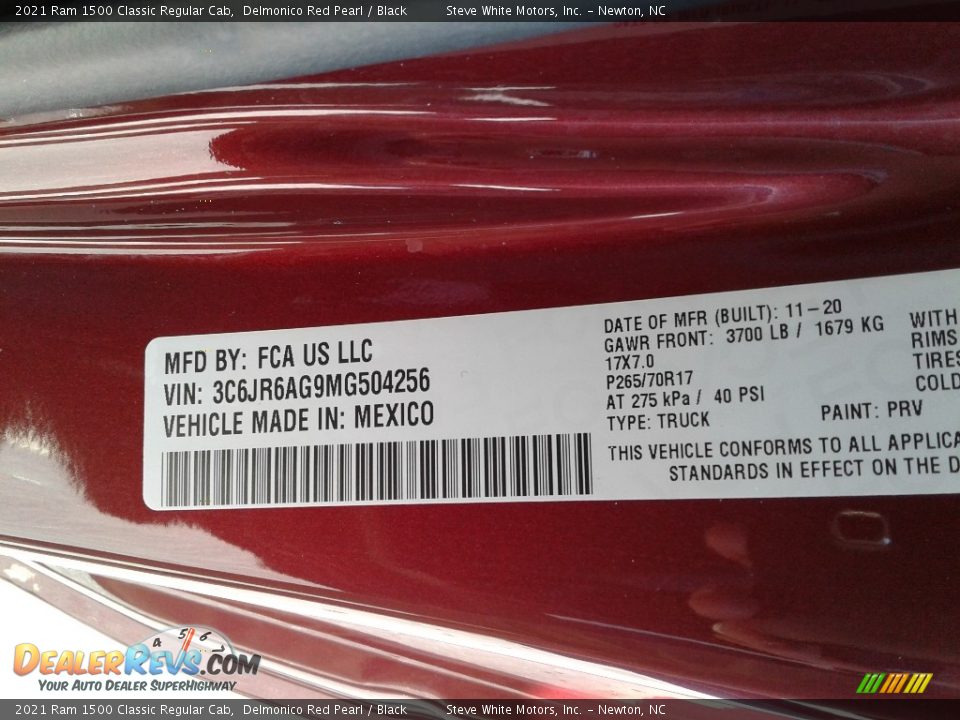 2021 Ram 1500 Classic Regular Cab,  Delmonico Red Pearl / Black     Steve White Motors, Inc. – Newton, NC
MFD BY: FCA US LLC
VIN: 3C6JR6AG9MG504256
VEHICLE MADE IN: MEXICO
DATE OF MFR (BUILT): 11–20
GAWR FRONT: 3700 LB / 1679 KG
17X7.0
P265/70R17
AT 275 kPa / 40 PSI
TYPE: TRUCK
PAINT: PRV
THIS VEHICLE CONFORMS TO ALL APPLICA
STANDARDS IN EFFECT ON THE D
WITH
RIMS
TIRES
COLD
4 5 6
DEALERREVS.COM
YOUR AUTO DEALER SUPERHIGHWAY
2021 Ram 1500 Classic Regular Cab,  Delmonico Red Pearl / Black     Steve White Motors, Inc. – Newton, NC